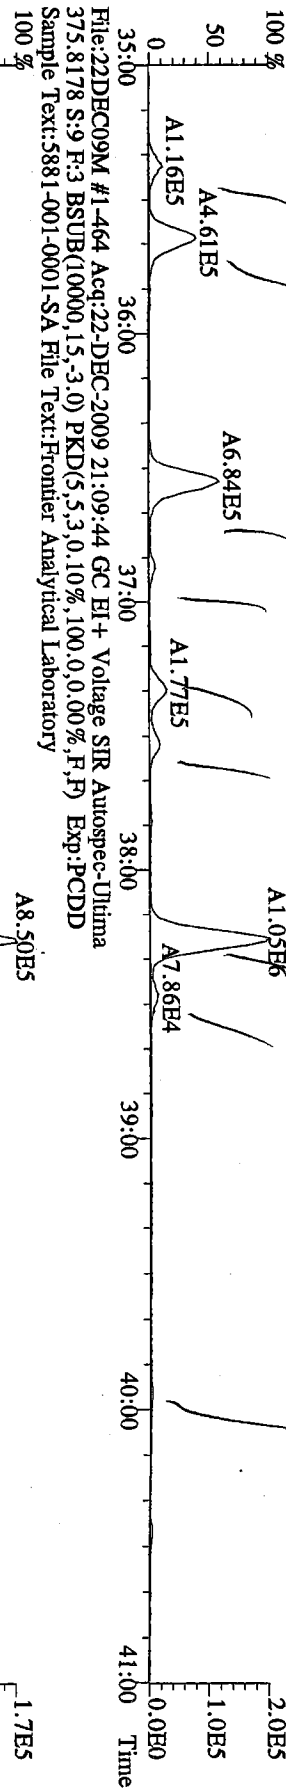 100 %
50
0
A1.16E5
A4.61E5
A6.84E5
A1.77E5
A1.05E6
A7.86E4
2.0E5
1.0E5
0.0E0
35:00
36:00
37:00
38:00
39:00
40:00
41:00
Time
File:22DEC09M #1-464 Acq:22-DEC-2009 21:09:44 GC EI+ Voltage SIR Autospec-Ultima
375.8178 S:9 F:3 BSUB(10000,15,-3.0) PKD(5,5,3,0.10%,100.0,0.00%,F,F) Exp:PCDD
Sample Text:5881-001-0001-SA File Text:Frontier Analytical Laboratory
100 %
A8.50E5
1.7E5